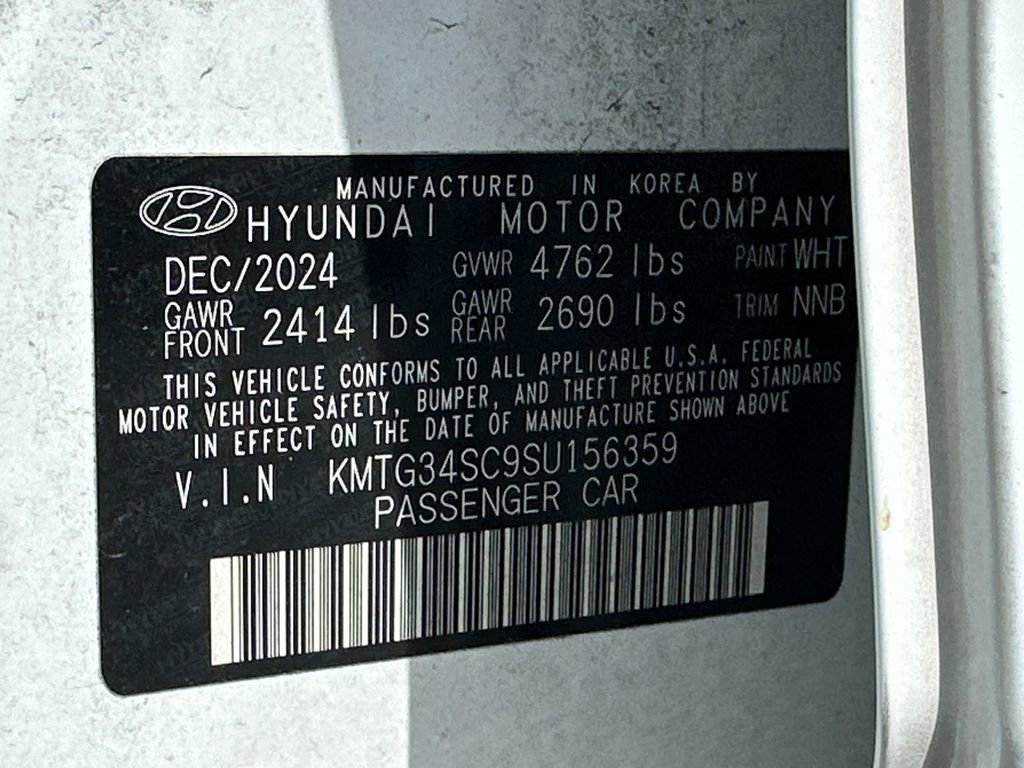 MANUFACTURED IN KOREA BY
HYUNDAI MOTOR COMPANY
DEC/2024 GVWR 4762 lbs PAINT WHT
GAWR FRONT 2414 lbs GAWR REAR 2690 lbs TRIM NNB
THIS VEHICLE CONFORMS TO ALL APPLICABLE U.S.A. FEDERAL
MOTOR VEHICLE SAFETY, BUMPER, AND THEFT PREVENTION STANDARDS
IN EFFECT ON THE DATE OF MANUFACTURE SHOWN ABOVE
V.I.N KMTG34SC9SU156359
PASSENGER CAR